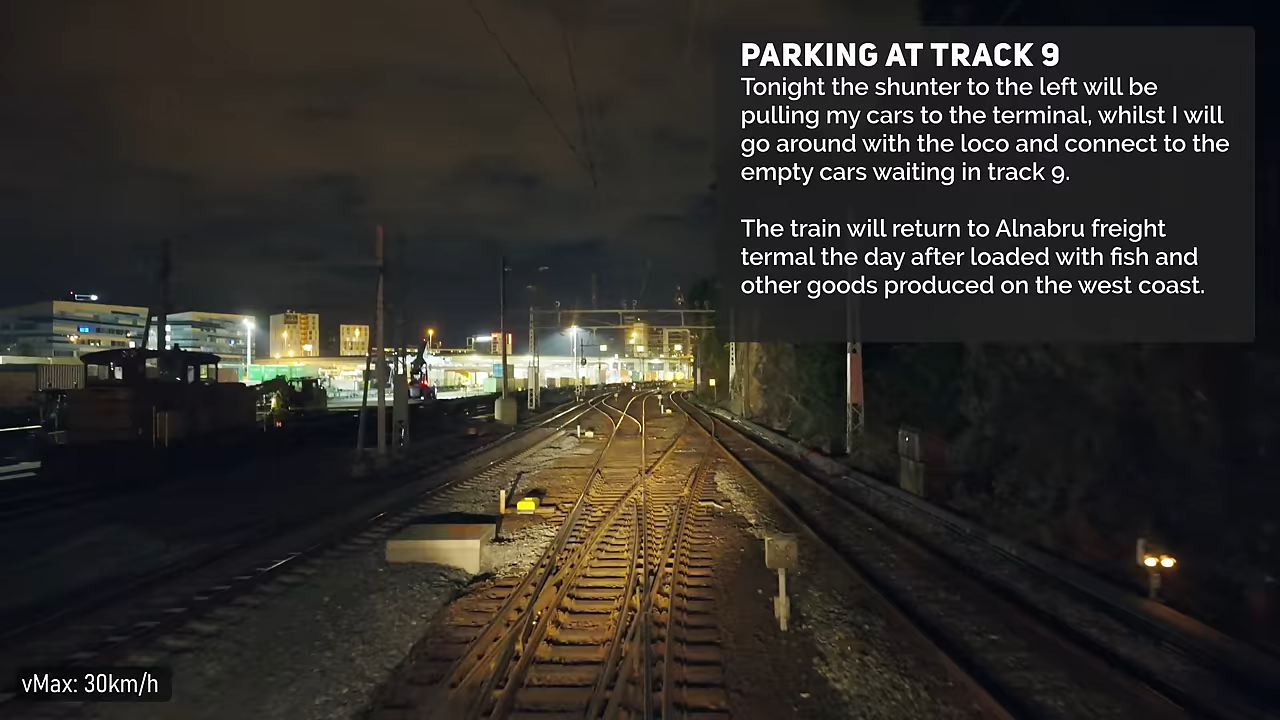 PARKING AT TRACK 9
Tonight the shunter to the left will be
pulling my cars to the terminal, whilst I will
go around with the loco and connect to the
empty cars waiting in track 9.
The train will return to Alnabru freight
termal the day after loaded with fish and
other goods produced on the west coast.
vMax: 30km/h